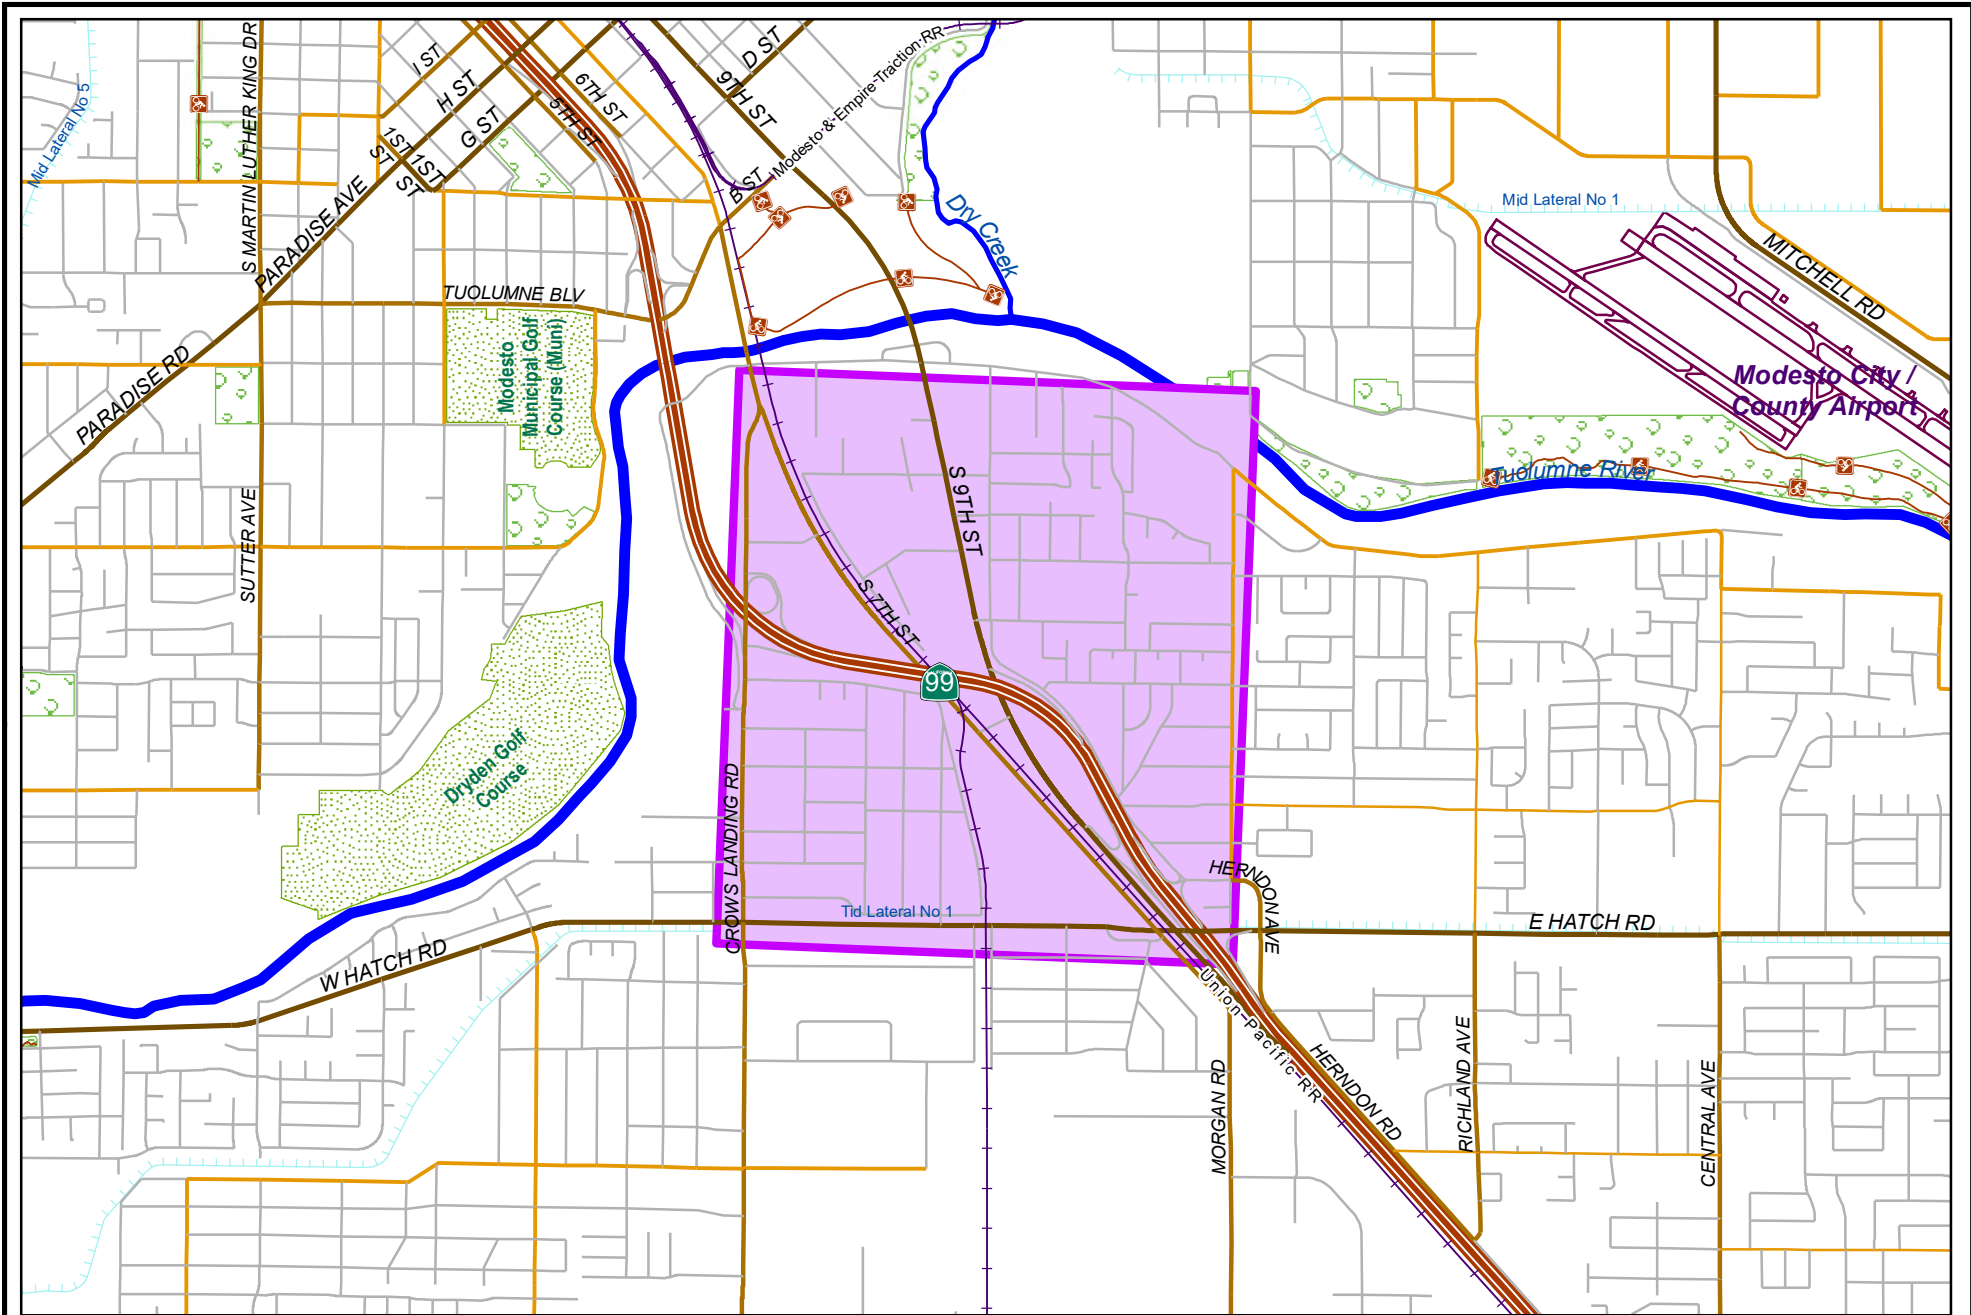 S MARTIN LUTHER KING DR
I ST
H ST
G ST
6TH ST
5TH ST
9TH ST
D ST
Modesto & Empire Traction RR
Mid Lateral No 5
1ST
ST
1ST
ST
B ST
PARADISE AVE
Dry Creek
Mid Lateral No 1
MITCHELL RD
TUOLUMNE BLV
Modesto
Municipal Golf
Course (Muni)
PARADISE RD
Modesto City /
County Airport
Tuolumne River
S 9TH ST
SUTTER AVE
S 7TH ST
99
Dryden Golf
Course
CROWS LANDING RD
HERNDON AVE
Tid Lateral No 1
E HATCH RD
W HATCH RD
Union Pacific RR
HERNDON RD
MORGAN RD
RICHLAND AVE
CENTRAL AVE